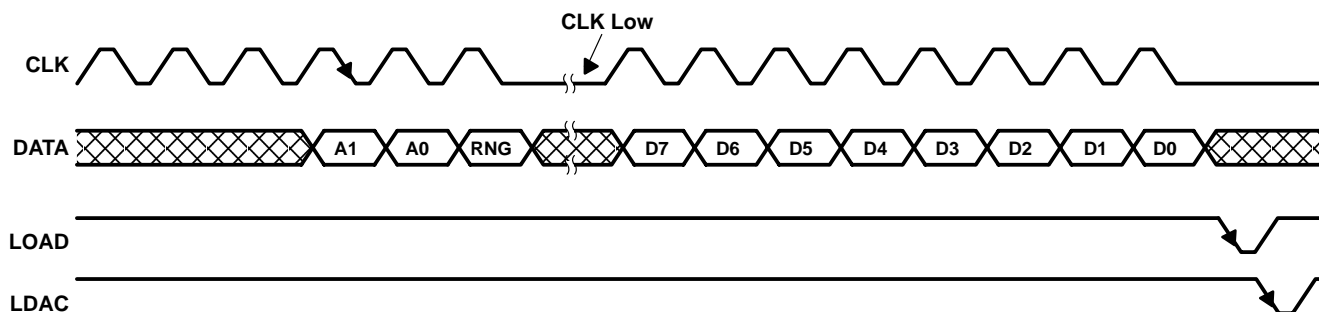 CLK Low
CLK
DATA A1 A0 RNG D7 D6 D5 D4 D3 D2 D1 D0
LOAD
LDAC